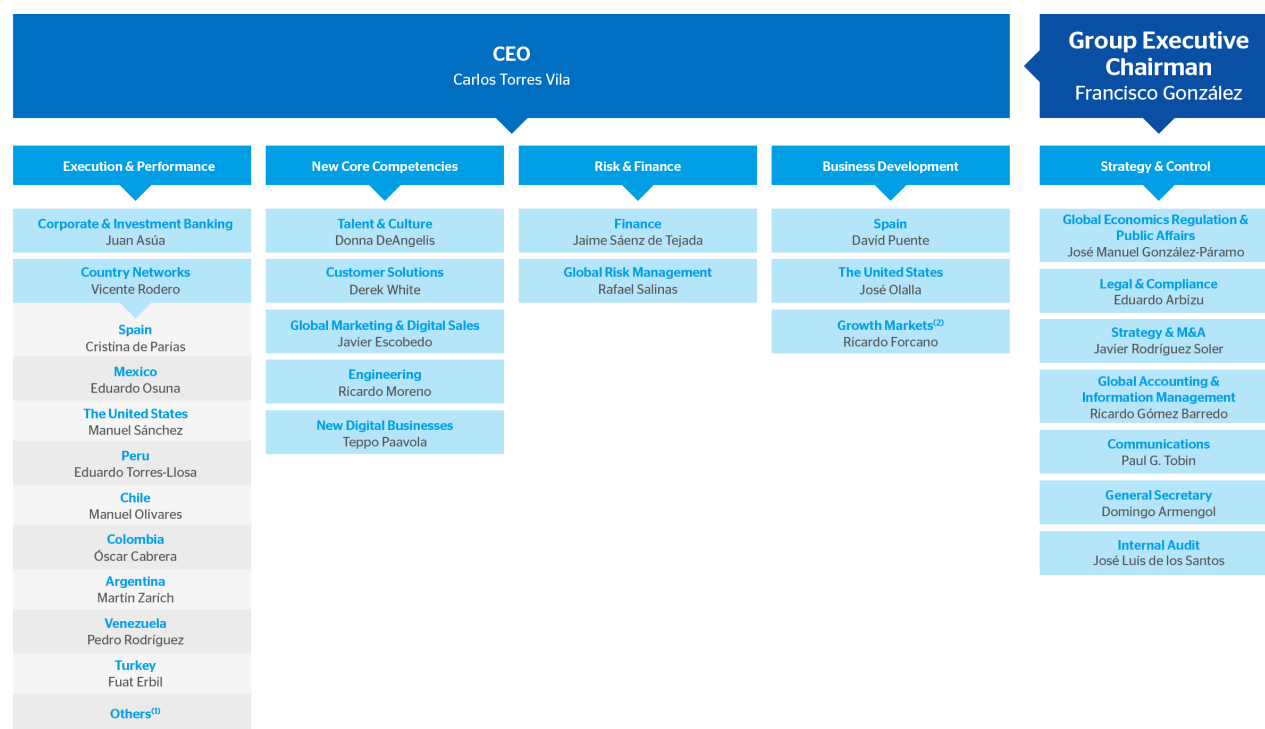 CEO
Carlos Torres Vila
Group Executive
Chairman
Francisco González
Execution & Performance
Corporate & Investment Banking
Juan Asúa
Country Networks
Vicente Rodero
Spain
Cristina de Parias
Mexico
Eduardo Osuna
The United States
Manuel Sánchez
Peru
Eduardo Torres-Llosa
Chile
Manuel Olivares
Colombia
Óscar Cabrera
Argentina
Martín Zarich
Venezuela
Pedro Rodríguez
Turkey
Fuat Erbil
Others(1)
New Core Competencies
Talent & Culture
Donna DeAngelis
Customer Solutions
Derek White
Global Marketing & Digital Sales
Javier Escobedo
Engineering
Ricardo Moreno
New Digital Businesses
Teppo Paavola
Risk & Finance
Finance
Jaime Sáenz de Tejada
Global Risk Management
Rafael Salinas
Business Development
Spain
David Puente
The United States
José Olalla
Growth Markets(2)
Ricardo Forcano
Strategy & Control
Global Economics Regulation &
Public Affairs
José Manuel González-Páramo
Legal & Compliance
Eduardo Arbizu
Strategy & M&A
Javier Rodríguez Soler
Global Accounting &
Information Management
Ricardo Gómez Barredo
Communications
Paul G. Tobin
General Secretary
Domingo Armengol
Internal Audit
José Luis de los Santos